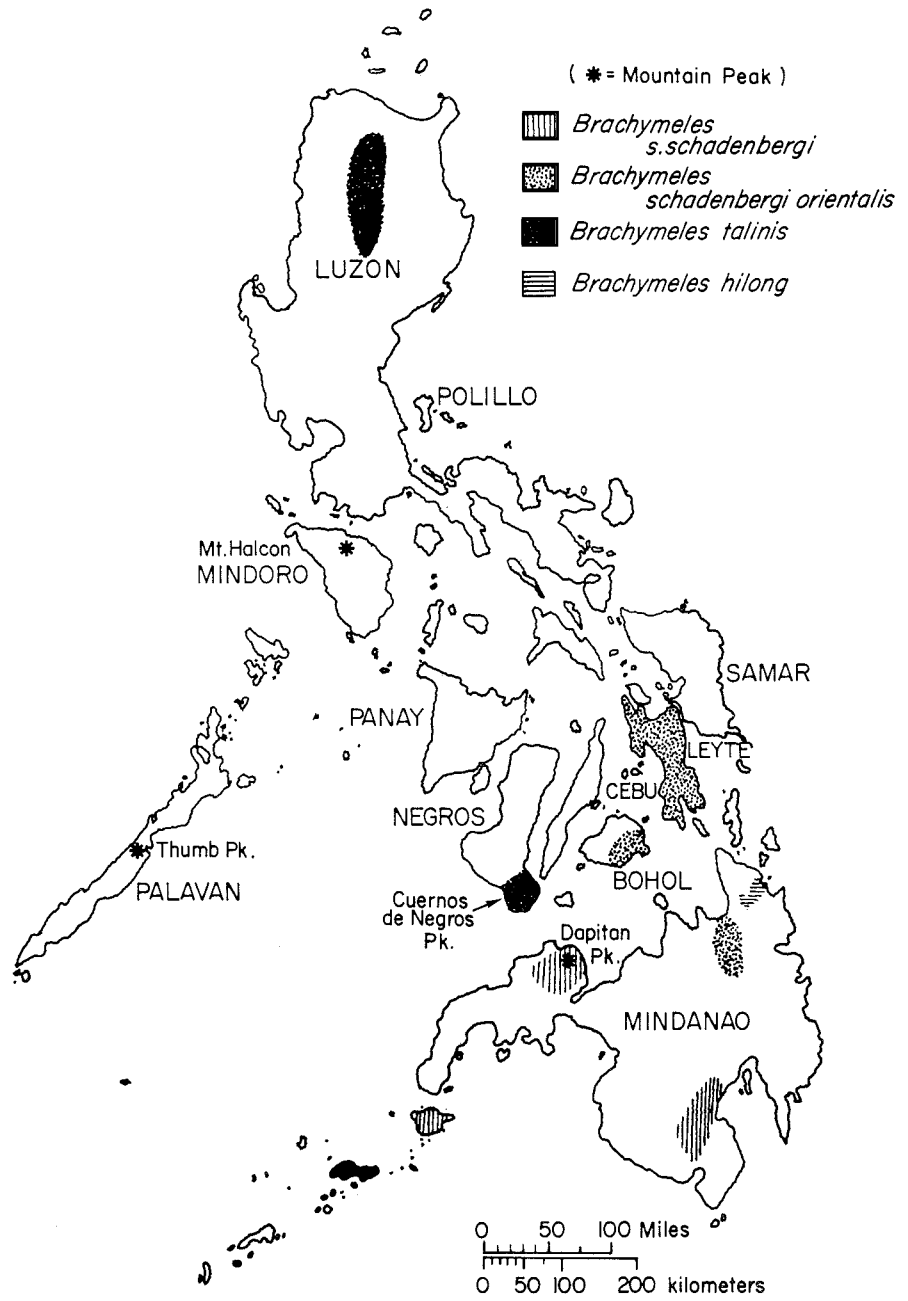 ( ✱ = Mountain Peak )
Brachymeles
s. schadenbergi
Brachymeles
schadenbergi orientalis
Brachymeles talinis
Brachymeles hilong
LUZON
POLILLO
Mt. Halcon
MINDORO
SAMAR
PANAY
LEYTE
CEBU
NEGROS
Thumb Pk.
PALAVAN
BOHOL
Cuernos
de Negros
Pk.
Dapitan
Pk.
MINDANAO
0 50 100 Miles
0 50 100 200 kilometers